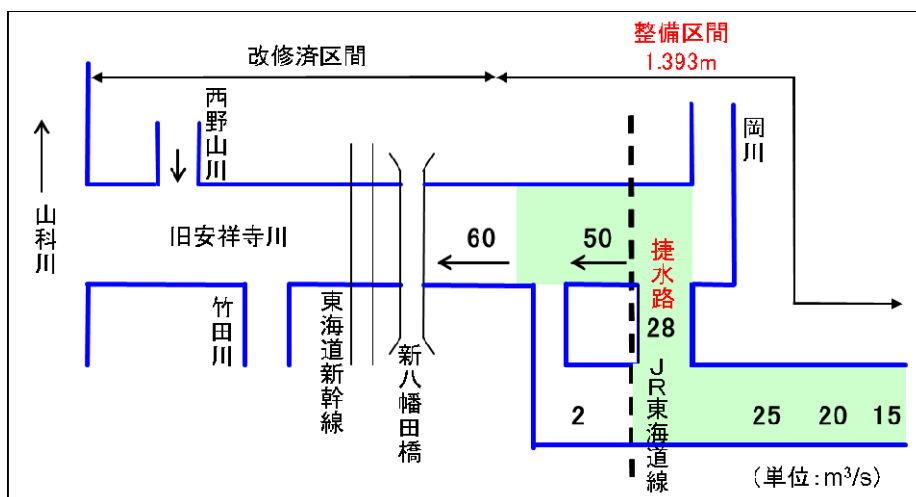 整備区間
1.393m
改修済区間
西野山川
岡川
山科川
旧安祥寺川
60
50
捷水路
28
竹田川
東海道新幹線
新八幡田橋
JR東海道線
2
25
20
15
（単位：m³/s）